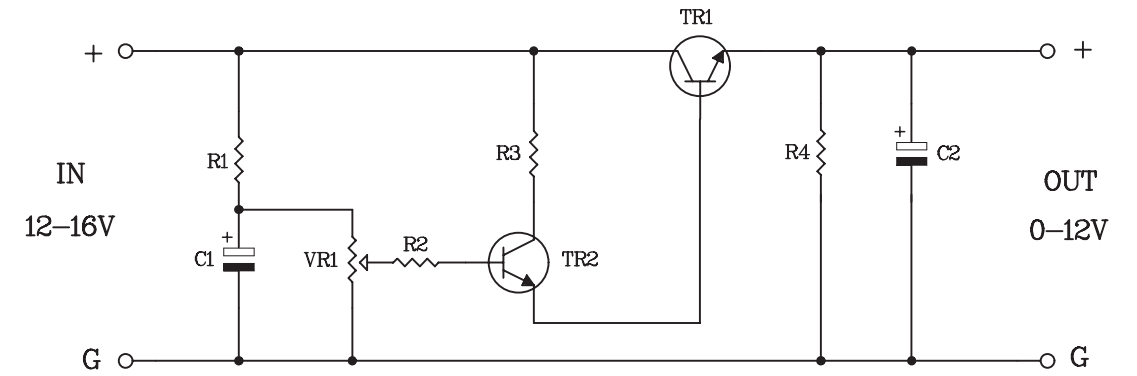 TR1
+
+
R1
R3
R4
+
C2
IN
12–16V
OUT
0–12V
+
C1
VR1
R2
TR2
G
G